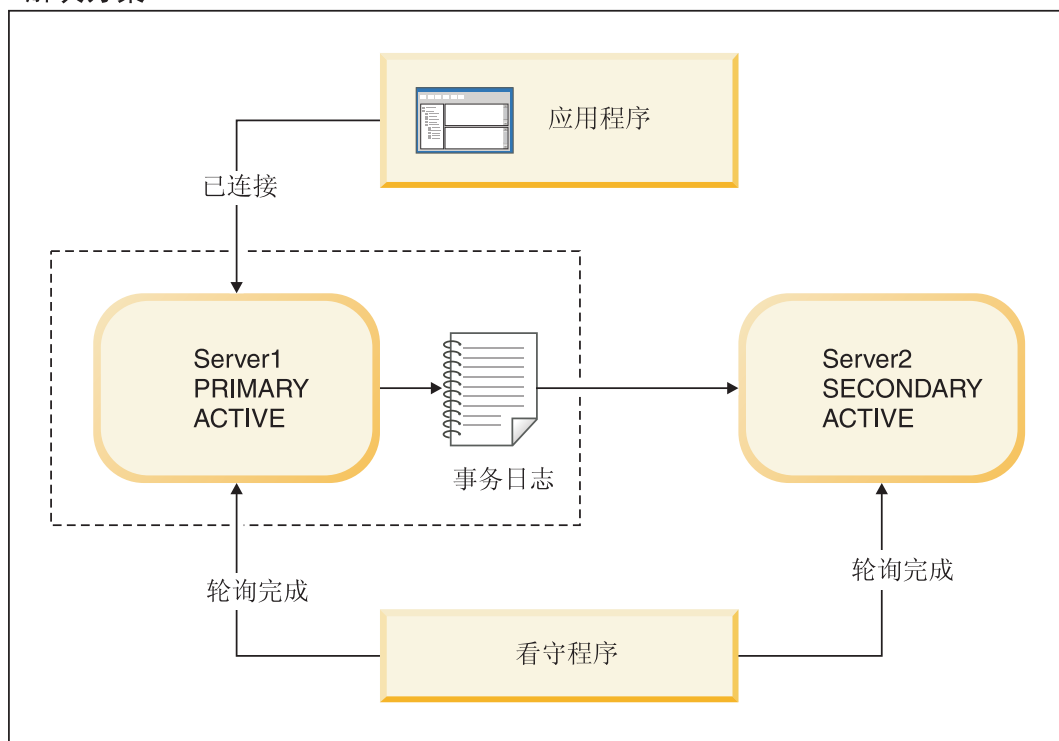 应用程序
已连接
Server1
PRIMARY
ACTIVE
事务日志
Server2
SECONDARY
ACTIVE
轮询完成
轮询完成
看守程序